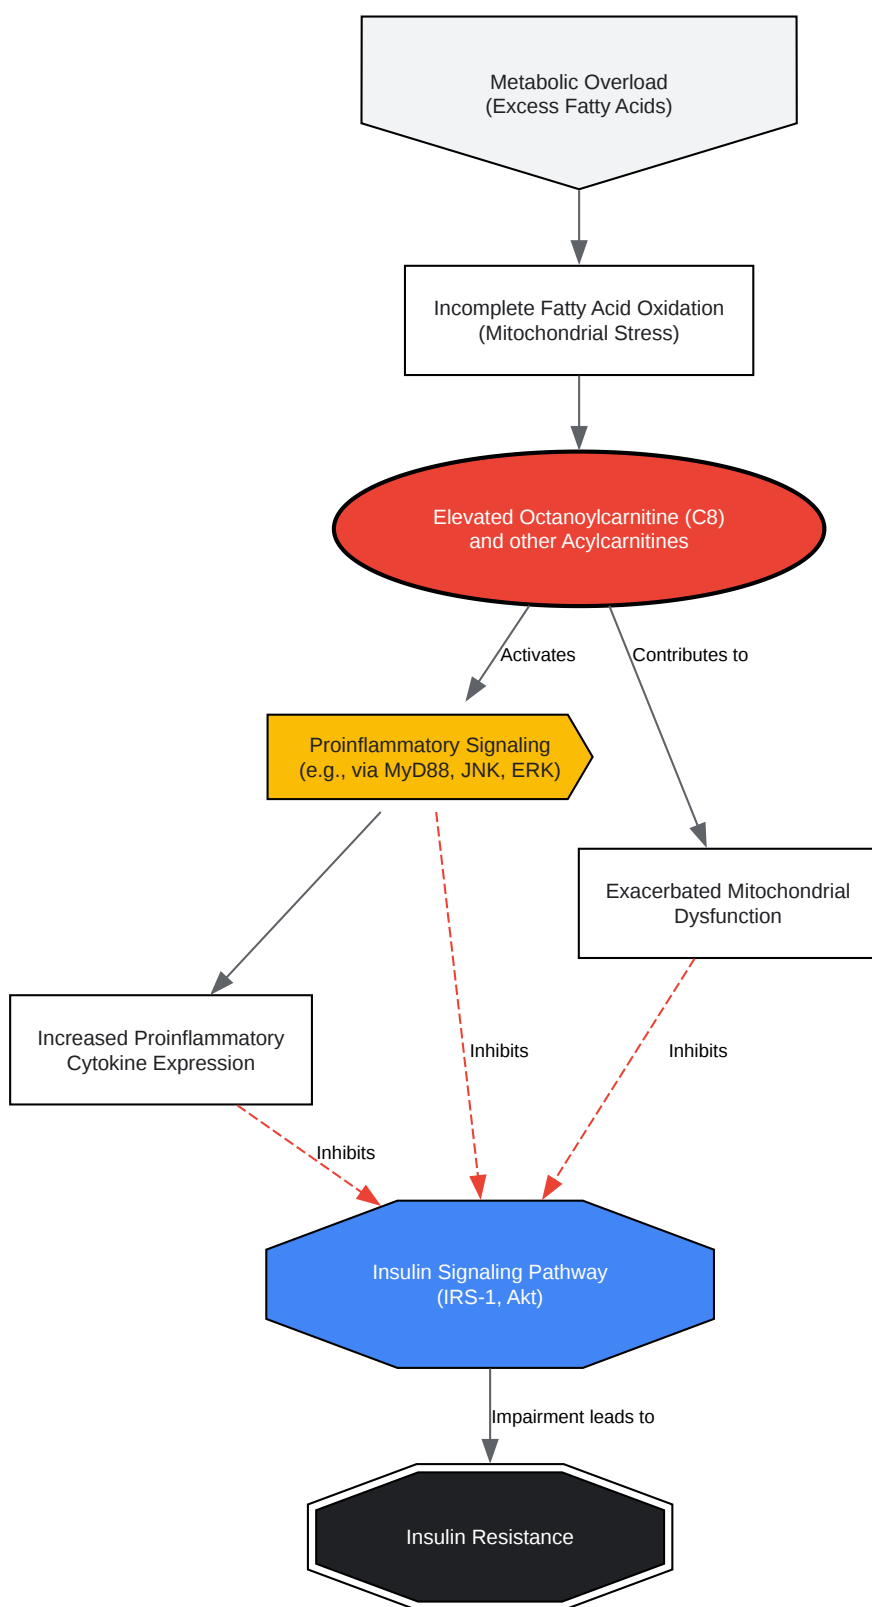 Metabolic Overload
(Excess Fatty Acids)
Incomplete Fatty Acid Oxidation
(Mitochondrial Stress)
Elevated Octanoylcarnitine (C8)
and other Acylcarnitines
Activates
Contributes to
Proinflammatory Signaling
(e.g., via MyD88, JNK, ERK)
Exacerbated Mitochondrial
Dysfunction
Increased Proinflammatory
Cytokine Expression
Inhibits
Inhibits
Inhibits
Insulin Signaling Pathway
(IRS-1, Akt)
Impairment leads to
Insulin Resistance